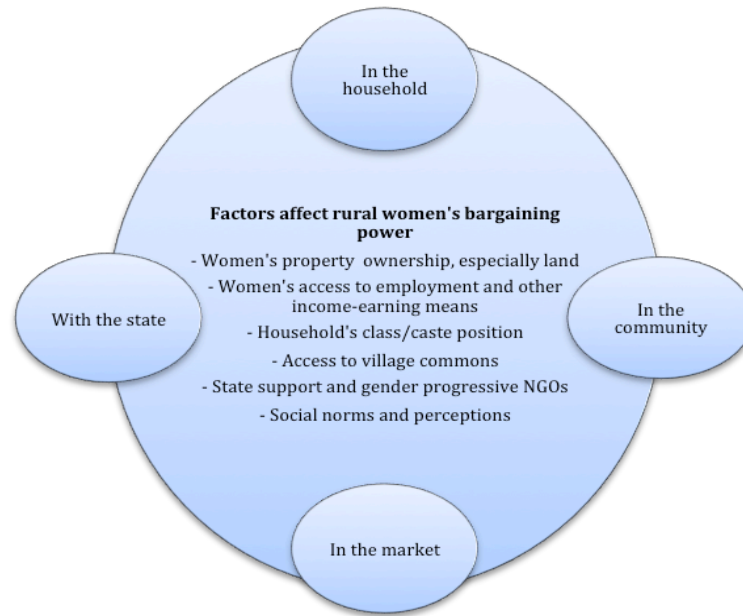 In the
household
Factors affect rural women's bargaining
power
- Women's property ownership, especially land
- Women's access to employment and other
income-earning means
- Household's class/caste position
- Access to village commons
- State support and gender progressive NGOs
- Social norms and perceptions
With the state
In the
community
In the market